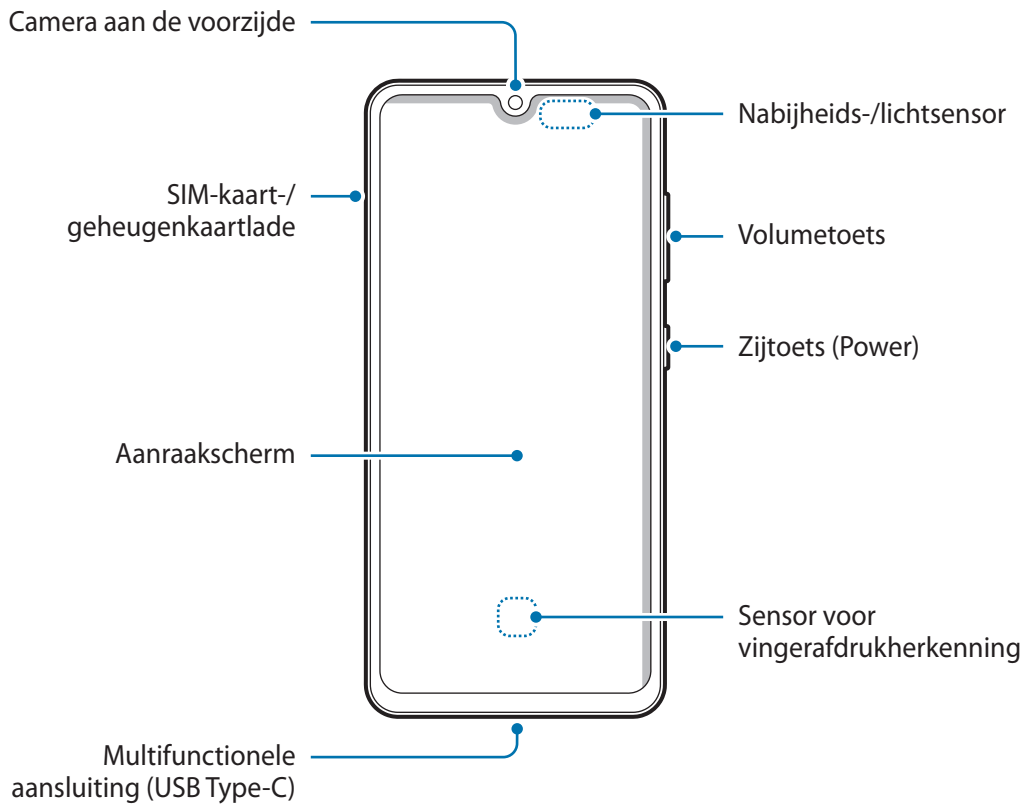 Camera aan de voorzijde
Nabijheids-/lichtsensor
SIM-kaart-/
geheugenkaartlade
Volumetoets
Zijtoets (Power)
Aanraakscherm
Sensor voor
vingerafdrukherkenning
Multifunctionele
aansluiting (USB Type-C)